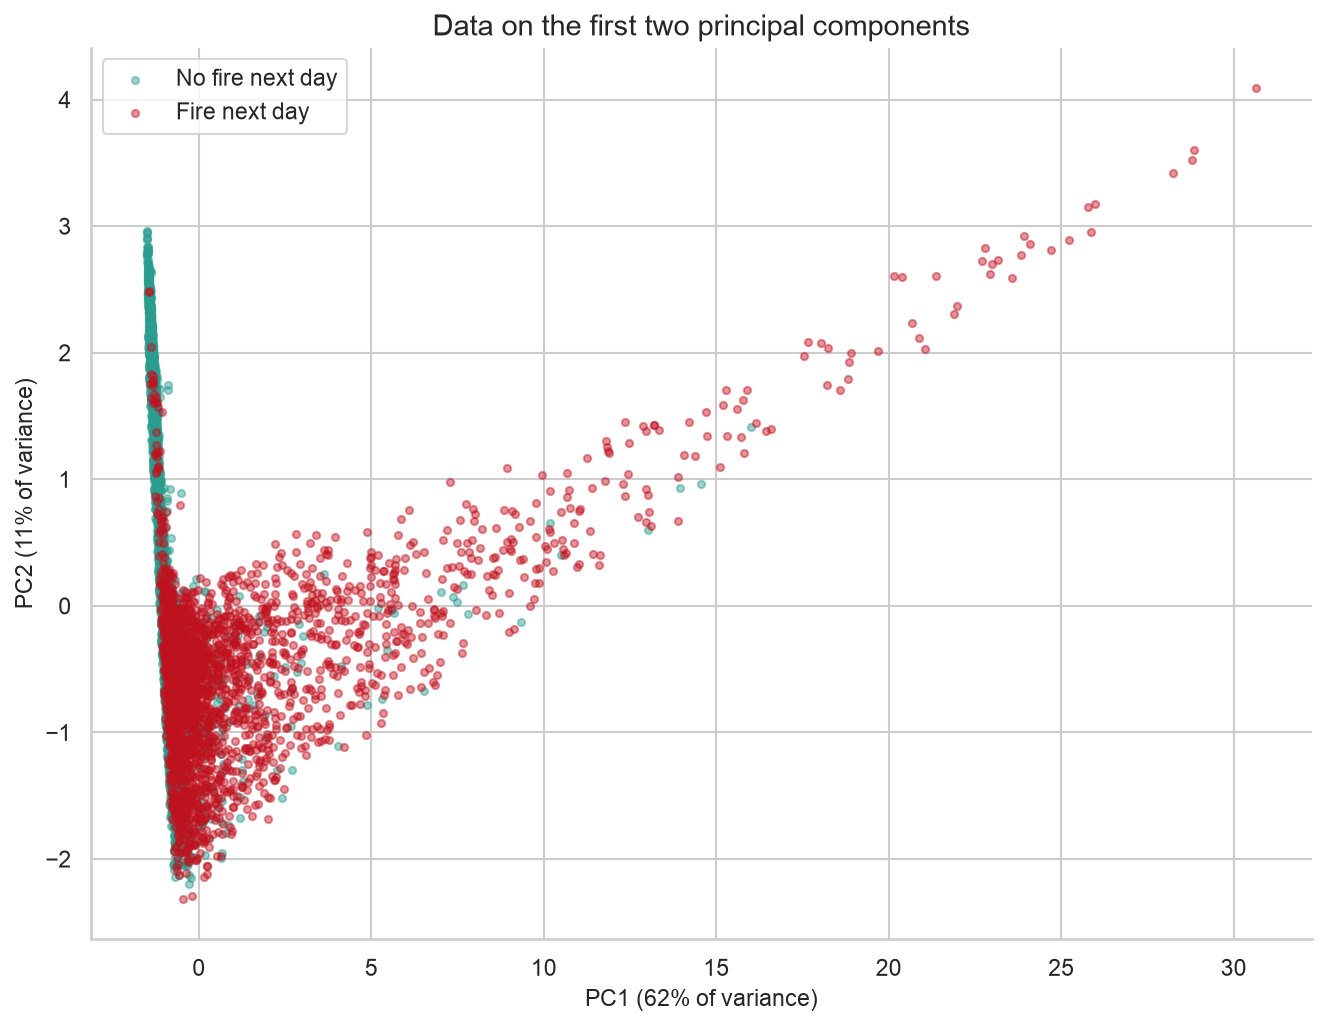 Data on the first two principal components
No fire next day
Fire next day
4
3
2
1
0
−1
−2
PC2 (11% of variance)
0
5
10
15
20
25
30
PC1 (62% of variance)